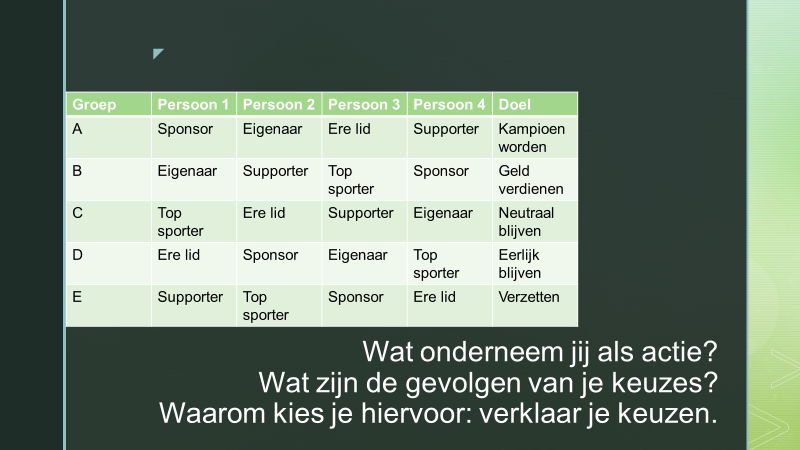 Groep Persoon 1 Persoon 2 Persoon 3 Persoon 4 Doel
A Sponsor Eigenaar Ere lid Supporter Kampioen worden
B Eigenaar Supporter Top sporter Sponsor Geld verdienen
C Top sporter Ere lid Supporter Eigenaar Neutraal blijven
D Ere lid Sponsor Eigenaar Top sporter Eerlijk blijven
E Supporter Top sporter Sponsor Ere lid Verzetten
Wat onderneem jij als actie?
Wat zijn de gevolgen van je keuzes?
Waarom kies je hiervoor: verklaar je keuzen.